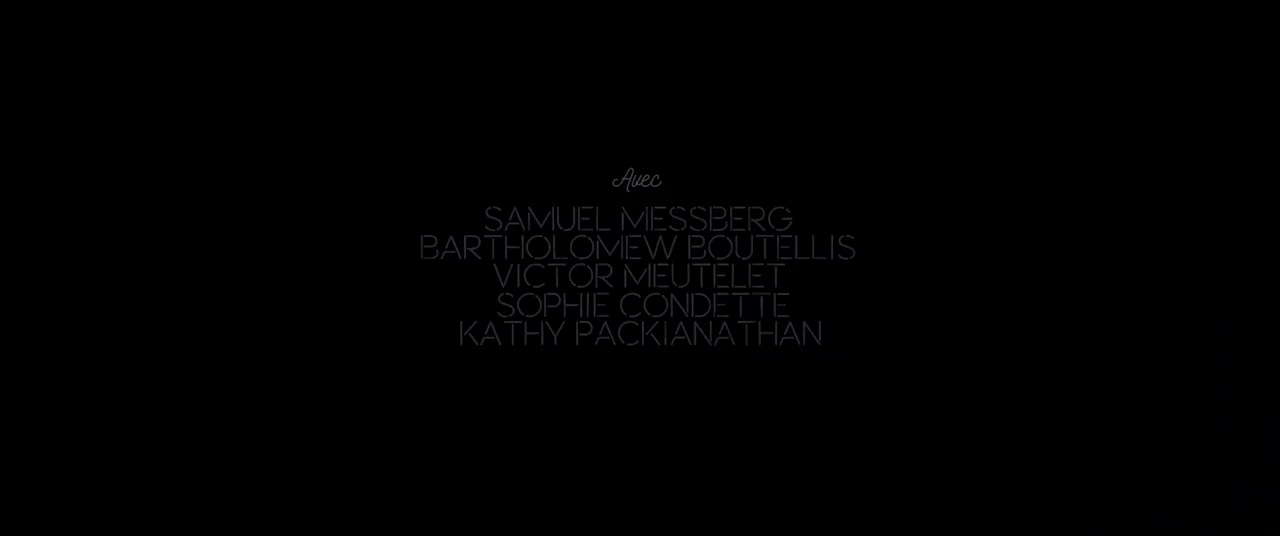 Avec
SAMUEL MESSBERG
BARTHOLOMEW BOUTELLIS
VICTOR MEUTELET
SOPHIE CONDETTE
KATHY PACKIANATHAN